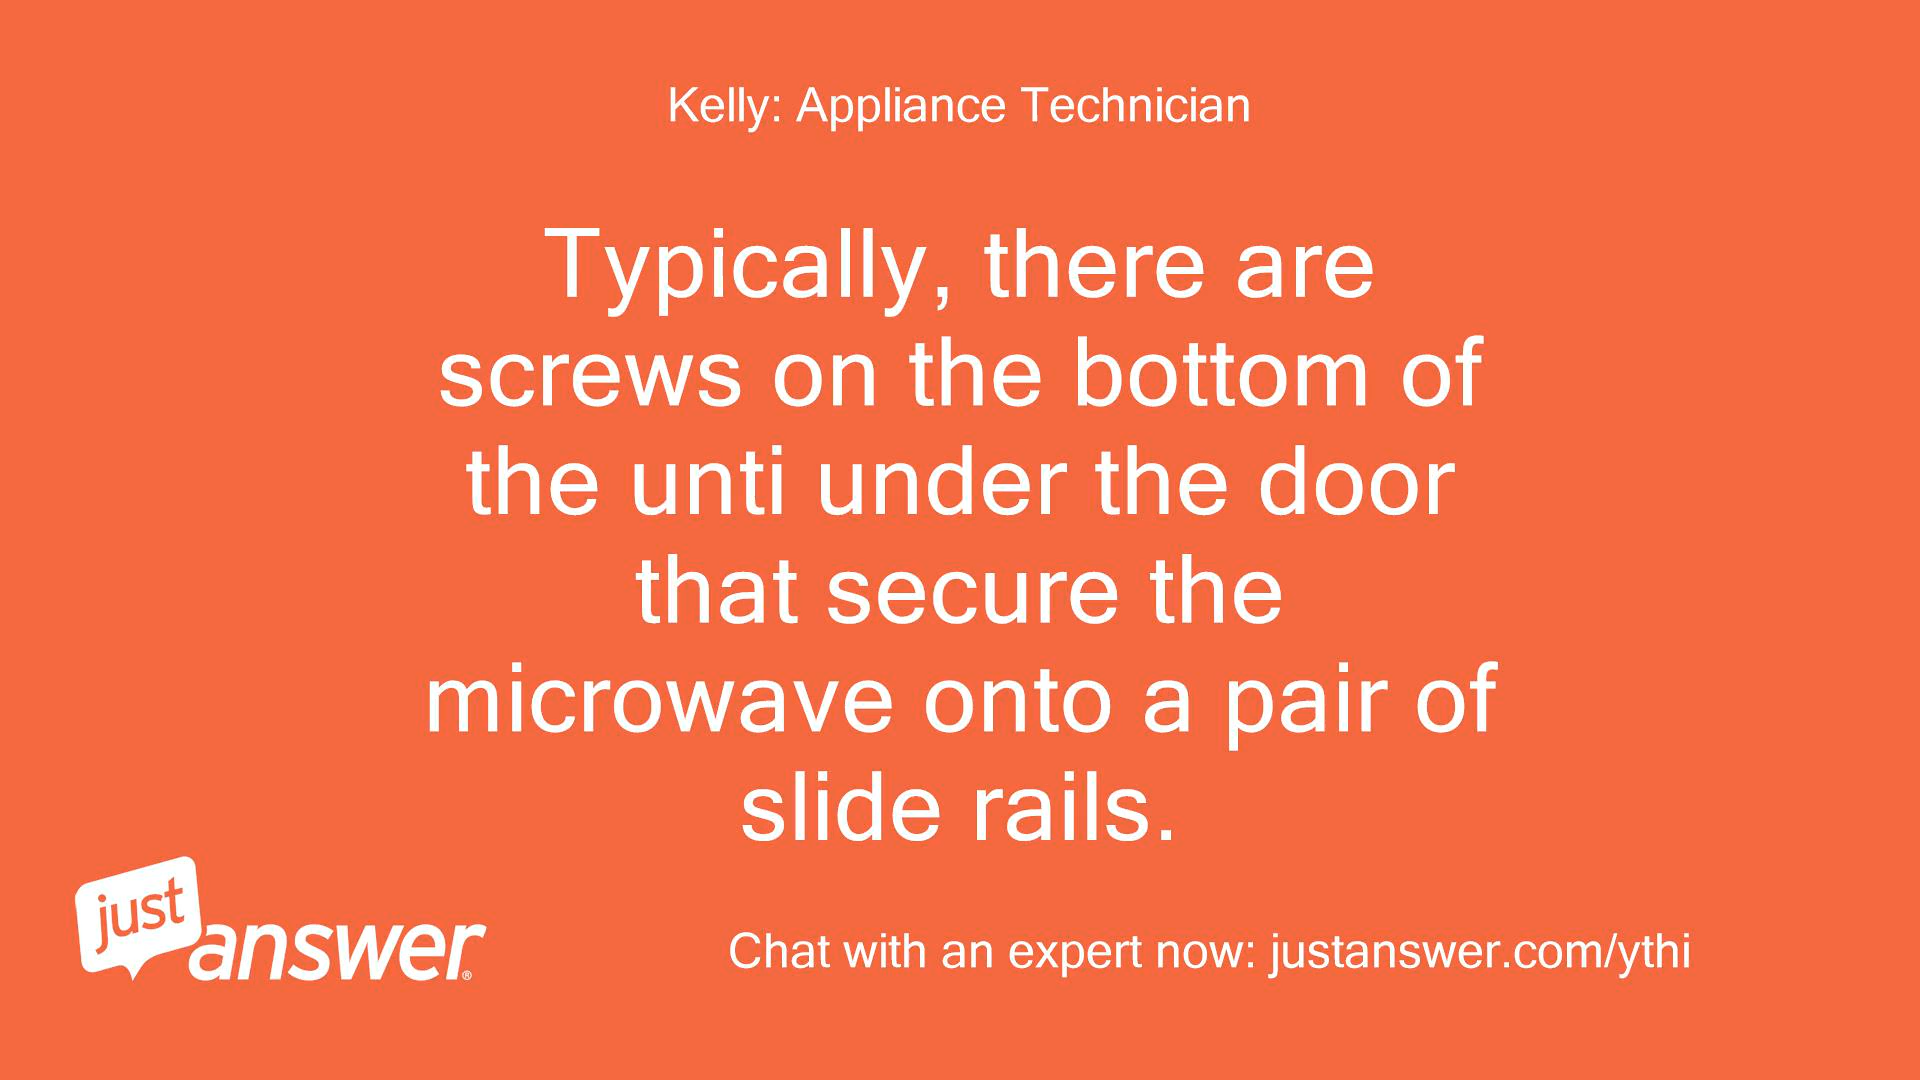 Kelly: Appliance Technician
Typically, there are
screws on the bottom of
the unti under the door
that secure the
microwave onto a pair of
slide rails.
just
answer®
Chat with an expert now: justanswer.com/ythi